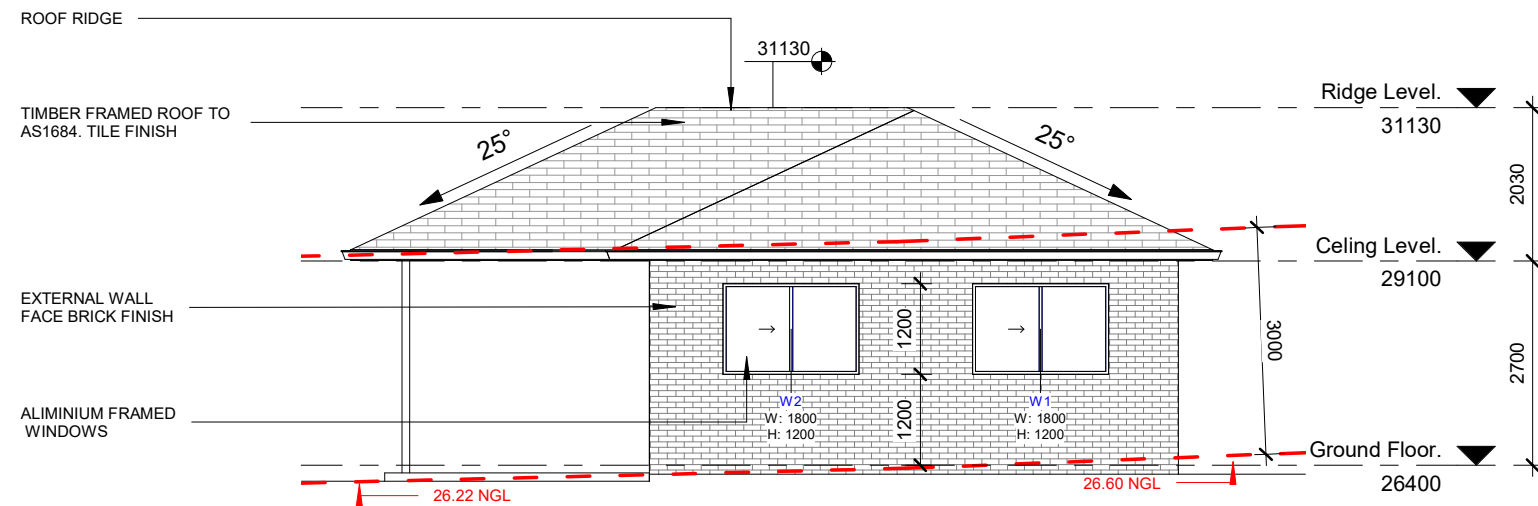 ROOF RIDGE
31130
Ridge Level.
31130
TIMBER FRAMED ROOF TO
AS1684. TILE FINISH
25°
25°
2030
Celing Level.
29100
EXTERNAL WALL
FACE BRICK FINISH
1200
3000
2700
ALIMINIUM FRAMED
WINDOWS
W2
W: 1800
H: 1200
1200
W1
W: 1800
H: 1200
Ground Floor.
26400
26.22 NGL
26.60 NGL